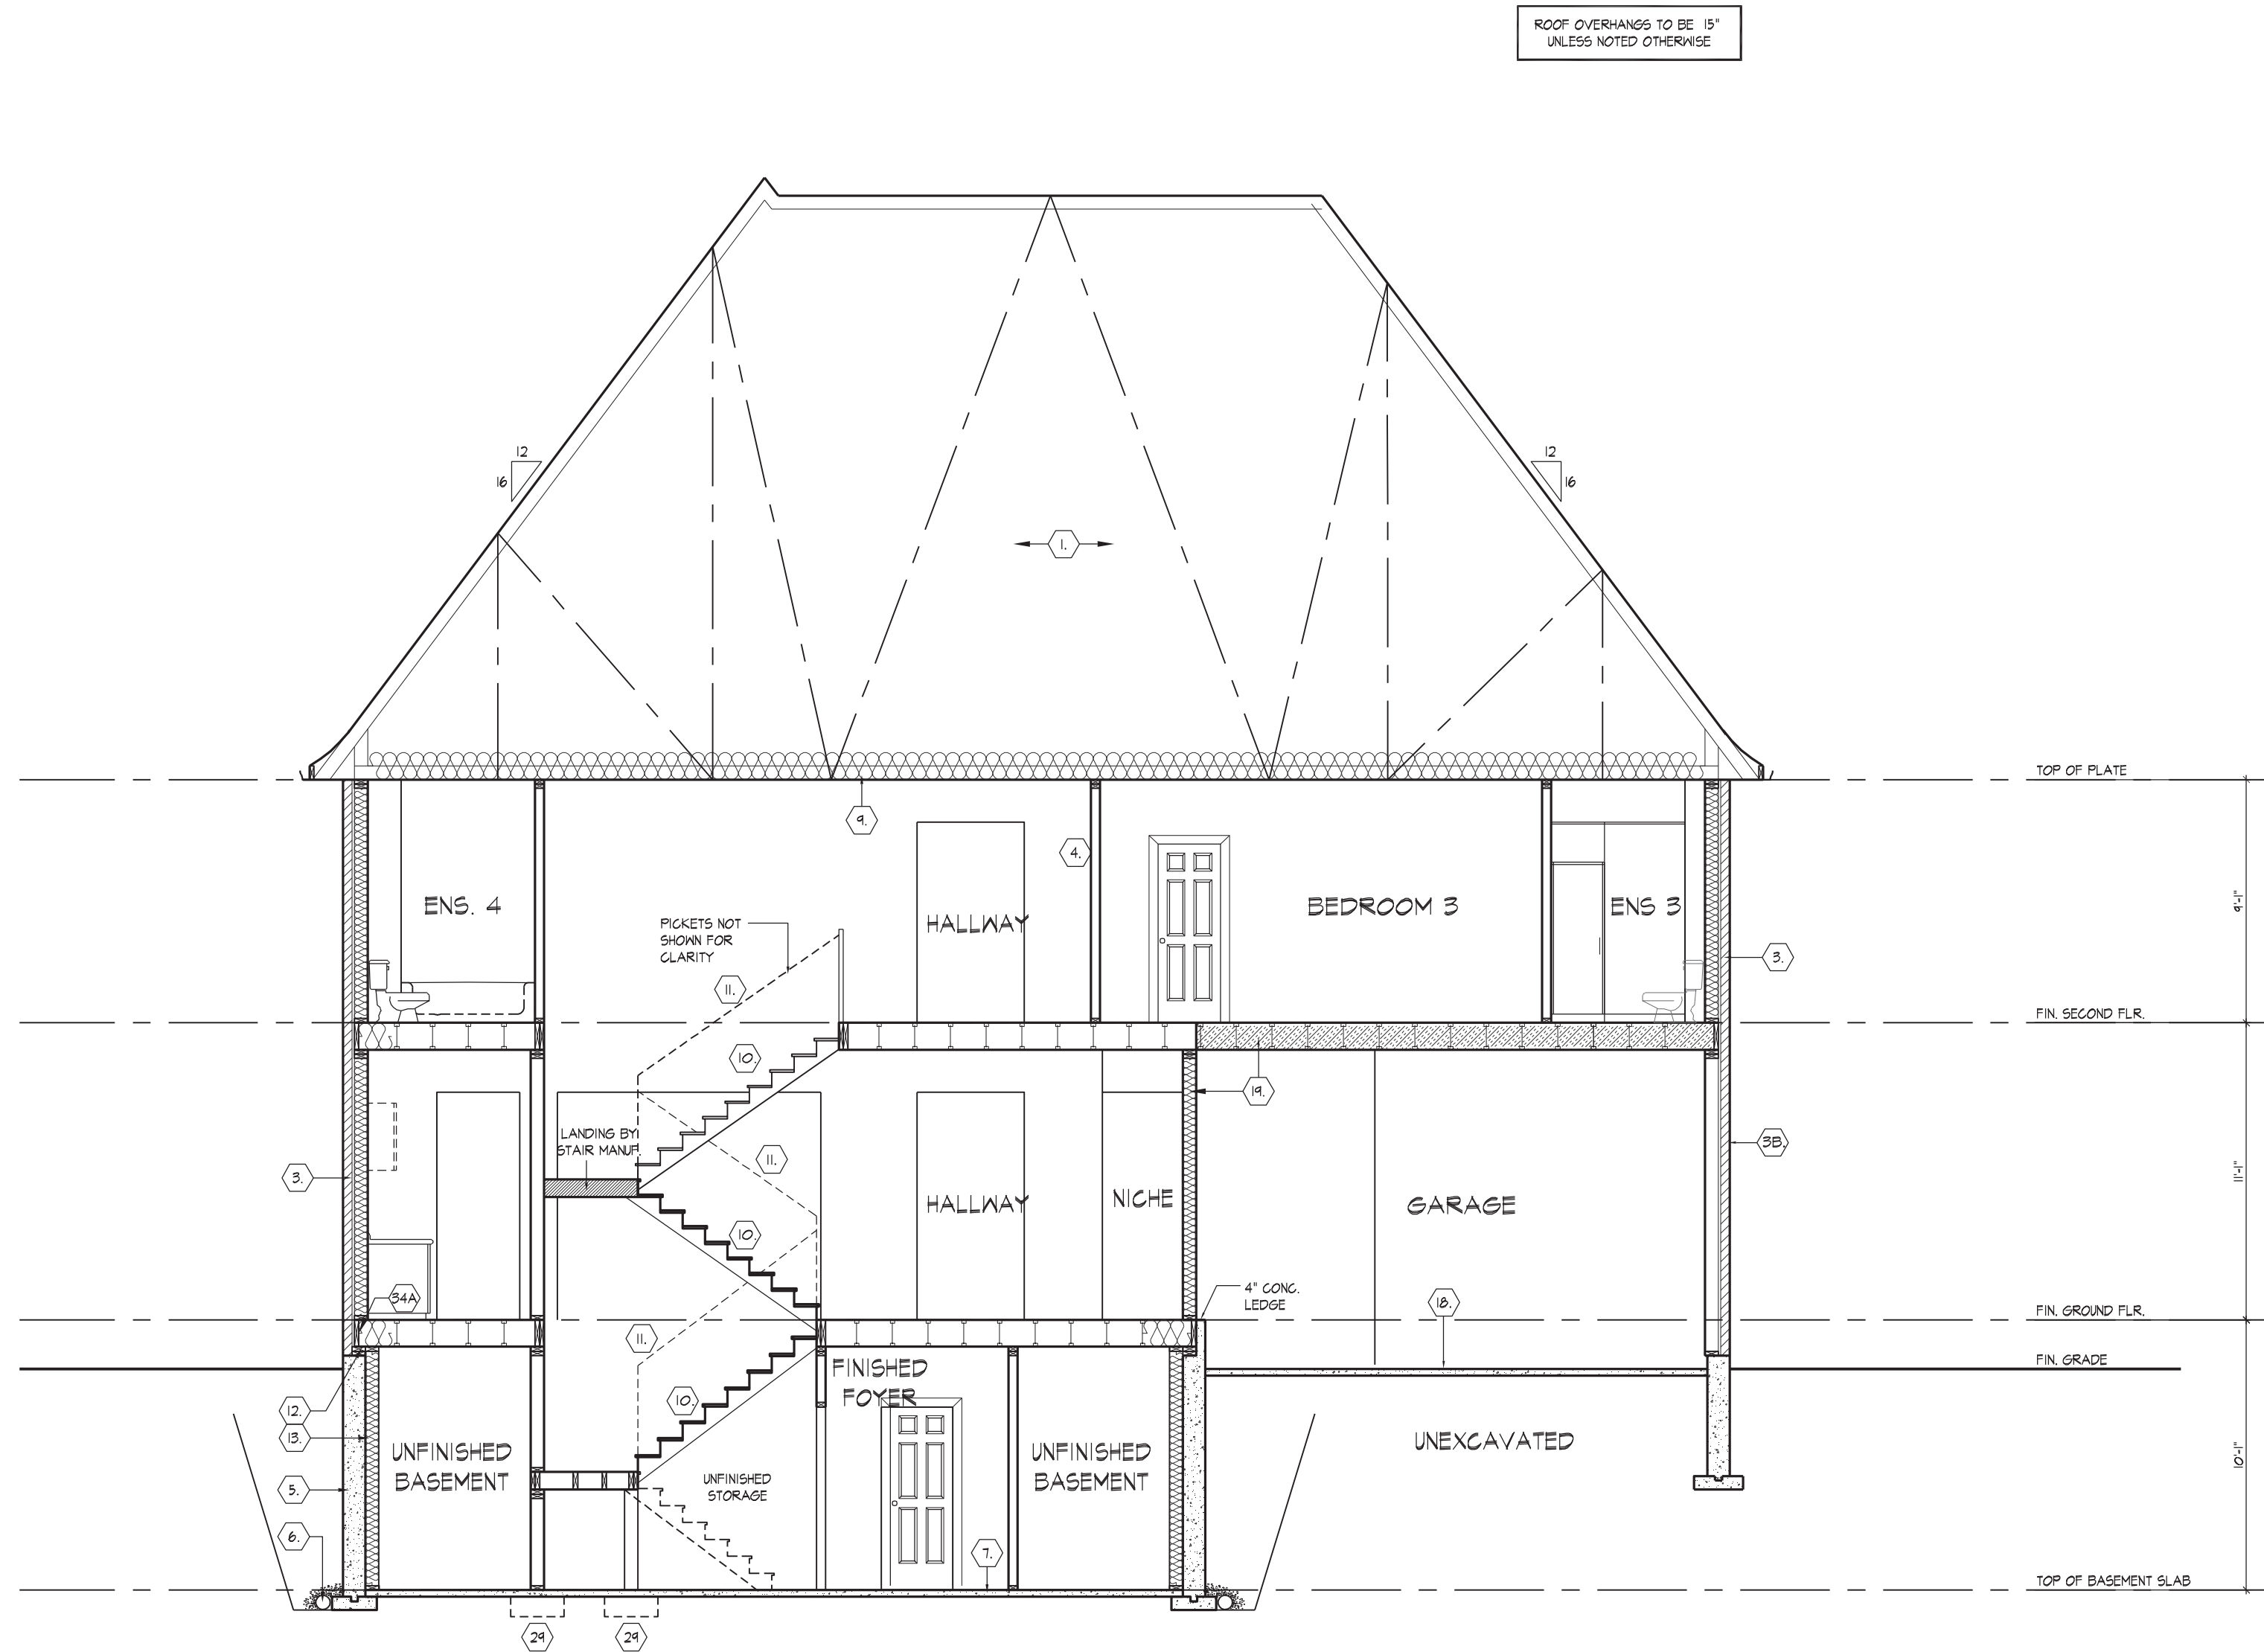 ROOF OVERHANGS TO BE 15"
UNLESS NOTED OTHERWISE
12
16
12
16
1.
TOP OF PLATE
9.
4.
ENS. 4
HALLWAY
BEDROOM 3
ENS 3
9'-1"
PICKETS NOT
SHOWN FOR
CLARITY
3.
11.
FIN. SECOND FLR.
10.
19.
LANDING BY
STAIR MANUF.
3B.
11.
3.
11'-1"
HALLWAY
NICHE
GARAGE
10.
34A
4" CONC.
LEDGE
18.
FIN. GROUND FLR.
11.
FIN. GRADE
FINISHED
FOYER
10.
12.
13.
UNFINISHED
BASEMENT
UNFINISHED
BASEMENT
UNEXCAVATED
10'-1"
5.
UNFINISHED
STORAGE
6.
7.
TOP OF BASEMENT SLAB
29
29